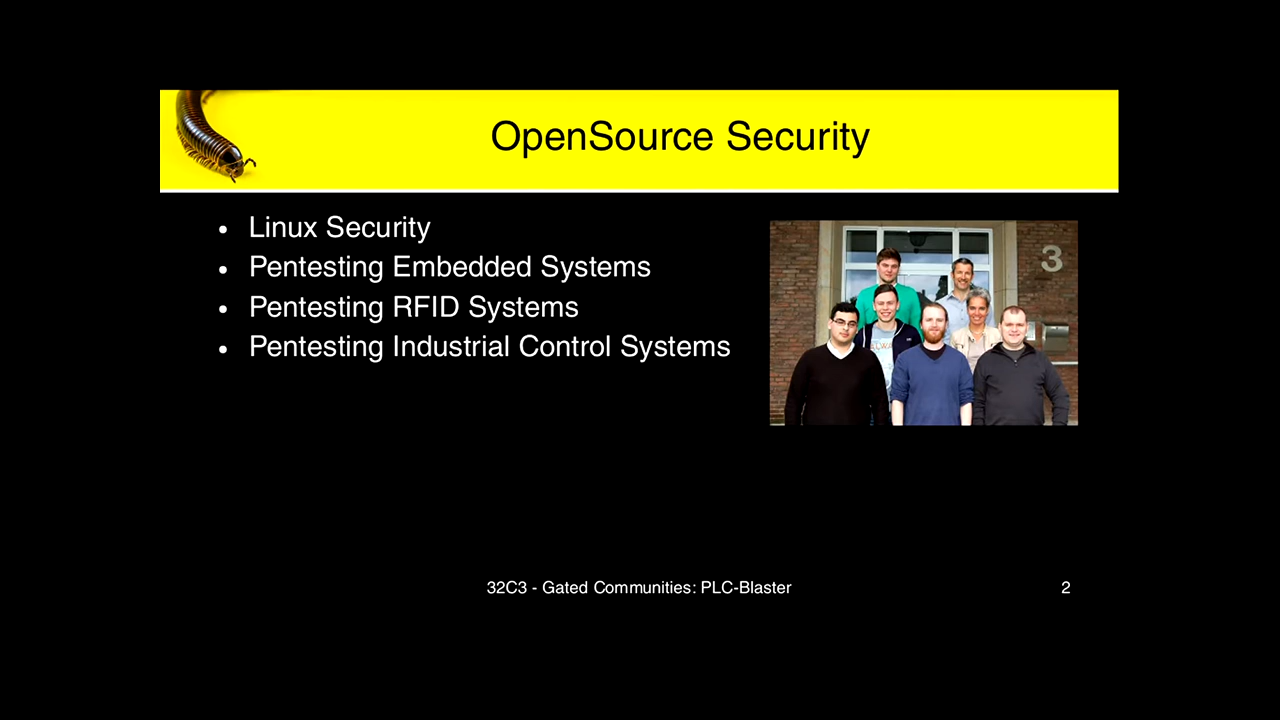 OpenSource Security
• Linux Security
• Pentesting Embedded Systems
• Pentesting RFID Systems
• Pentesting Industrial Control Systems
3
32C3 - Gated Communities: PLC-Blaster
2